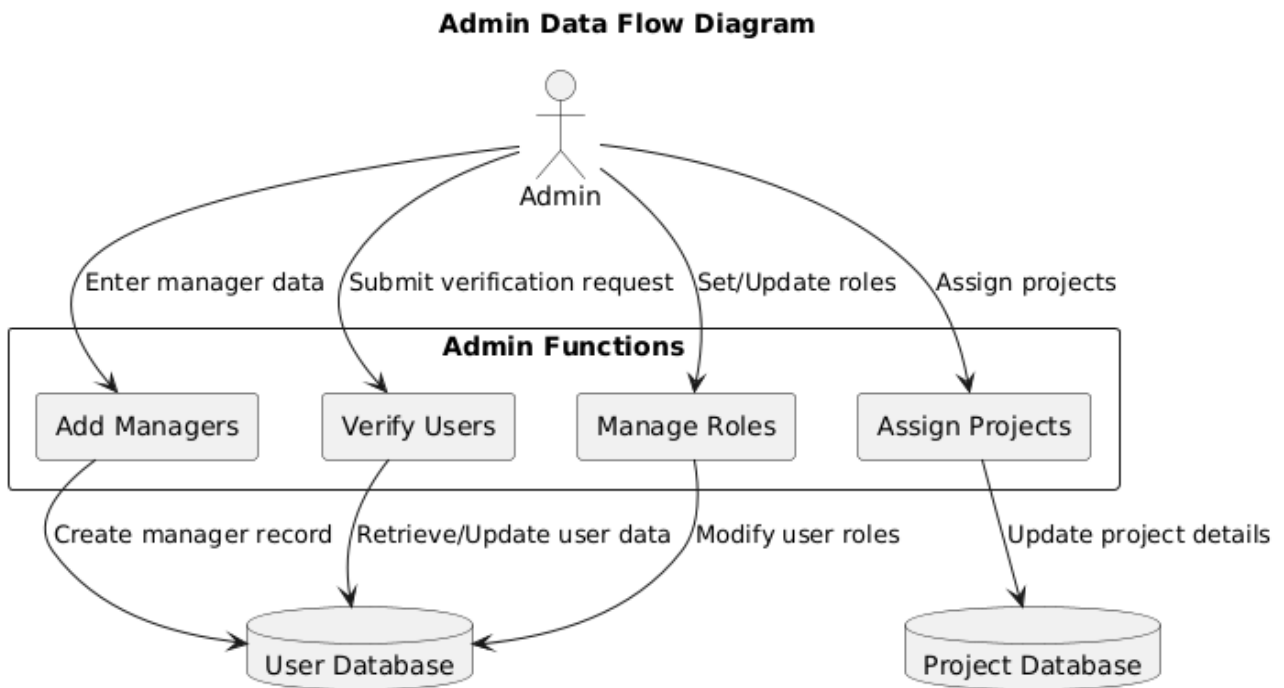 Admin Data Flow Diagram
Admin
Enter manager data
Submit verification request
Set/Update roles
Assign projects
Admin Functions
Add Managers
Verify Users
Manage Roles
Assign Projects
Create manager record
Retrieve/Update user data
Modify user roles
Update project details
User Database
Project Database